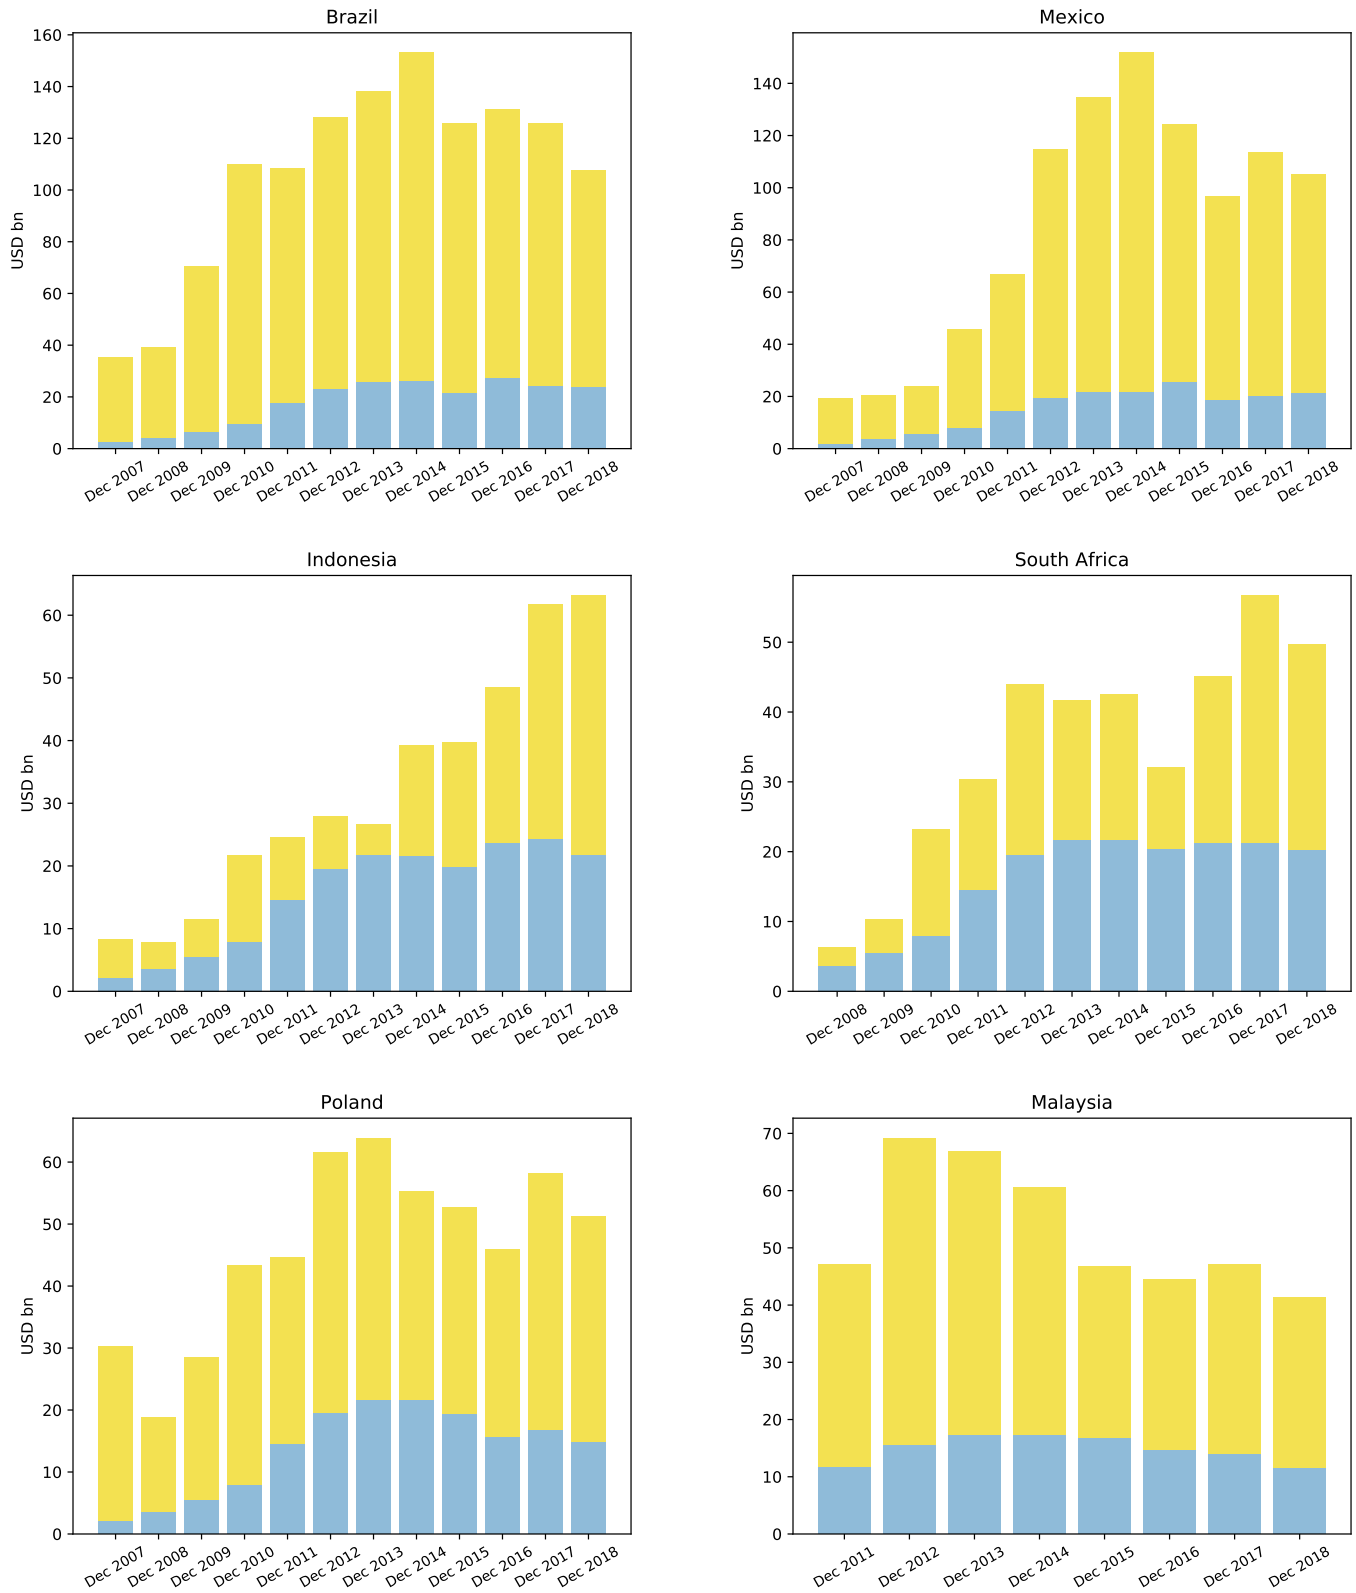 Brazil
USD bn
160
140
120
100
80
60
40
20
0
Dec 2007
Dec 2008
Dec 2009
Dec 2010
Dec 2011
Dec 2012
Dec 2013
Dec 2014
Dec 2015
Dec 2016
Dec 2017
Dec 2018
Mexico
USD bn
140
120
100
80
60
40
20
0
Dec 2007
Dec 2008
Dec 2009
Dec 2010
Dec 2011
Dec 2012
Dec 2013
Dec 2014
Dec 2015
Dec 2016
Dec 2017
Dec 2018
Indonesia
USD bn
60
50
40
30
20
10
0
Dec 2007
Dec 2008
Dec 2009
Dec 2010
Dec 2011
Dec 2012
Dec 2013
Dec 2014
Dec 2015
Dec 2016
Dec 2017
Dec 2018
South Africa
USD bn
50
40
30
20
10
0
Dec 2008
Dec 2009
Dec 2010
Dec 2011
Dec 2012
Dec 2013
Dec 2014
Dec 2015
Dec 2016
Dec 2017
Dec 2018
Poland
USD bn
60
50
40
30
20
10
0
Dec 2007
Dec 2008
Dec 2009
Dec 2010
Dec 2011
Dec 2012
Dec 2013
Dec 2014
Dec 2015
Dec 2016
Dec 2017
Dec 2018
Malaysia
USD bn
70
60
50
40
30
20
10
0
Dec 2011
Dec 2012
Dec 2013
Dec 2014
Dec 2015
Dec 2016
Dec 2017
Dec 2018